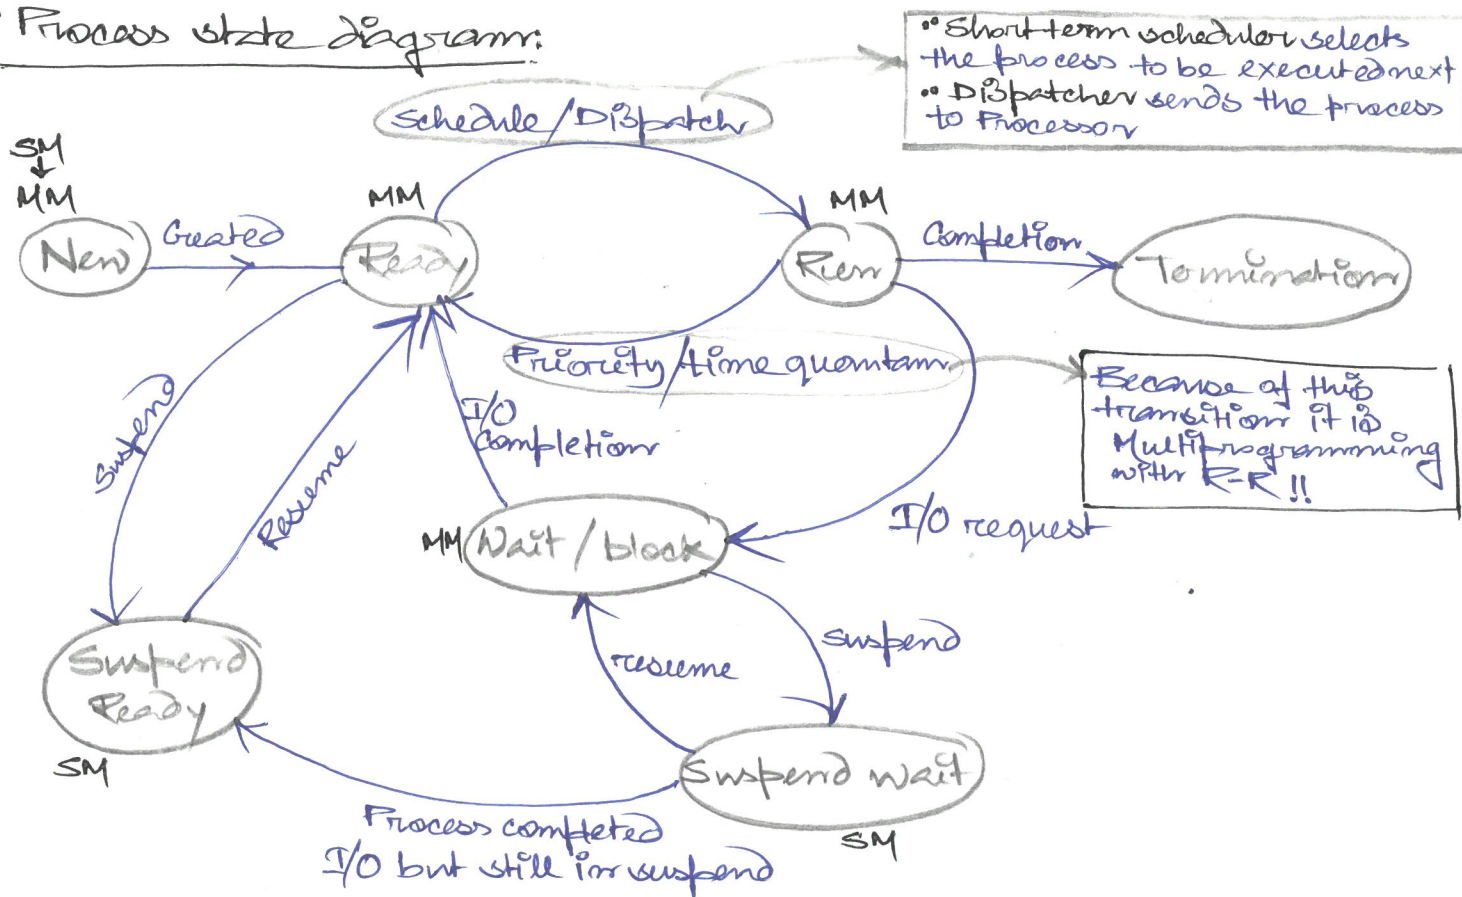 Process state diagram:
•• Short term scheduler selects
the process to be executed next
•• Dispatcher sends the process
to Processor
Schedule/Dispatch
SM
↓
MM
MM
MM
New
Created
Ready
Run
Completion
Termination
Priority/time quantam
Because of this
transition it is
Multiprogramming
with R-R !!
Suspend
Resume
I/O
completion
I/O request
MM
Wait / block
suspend
resume
Suspend
Ready
SM
Suspend wait
SM
Process completed
I/O but still in suspend